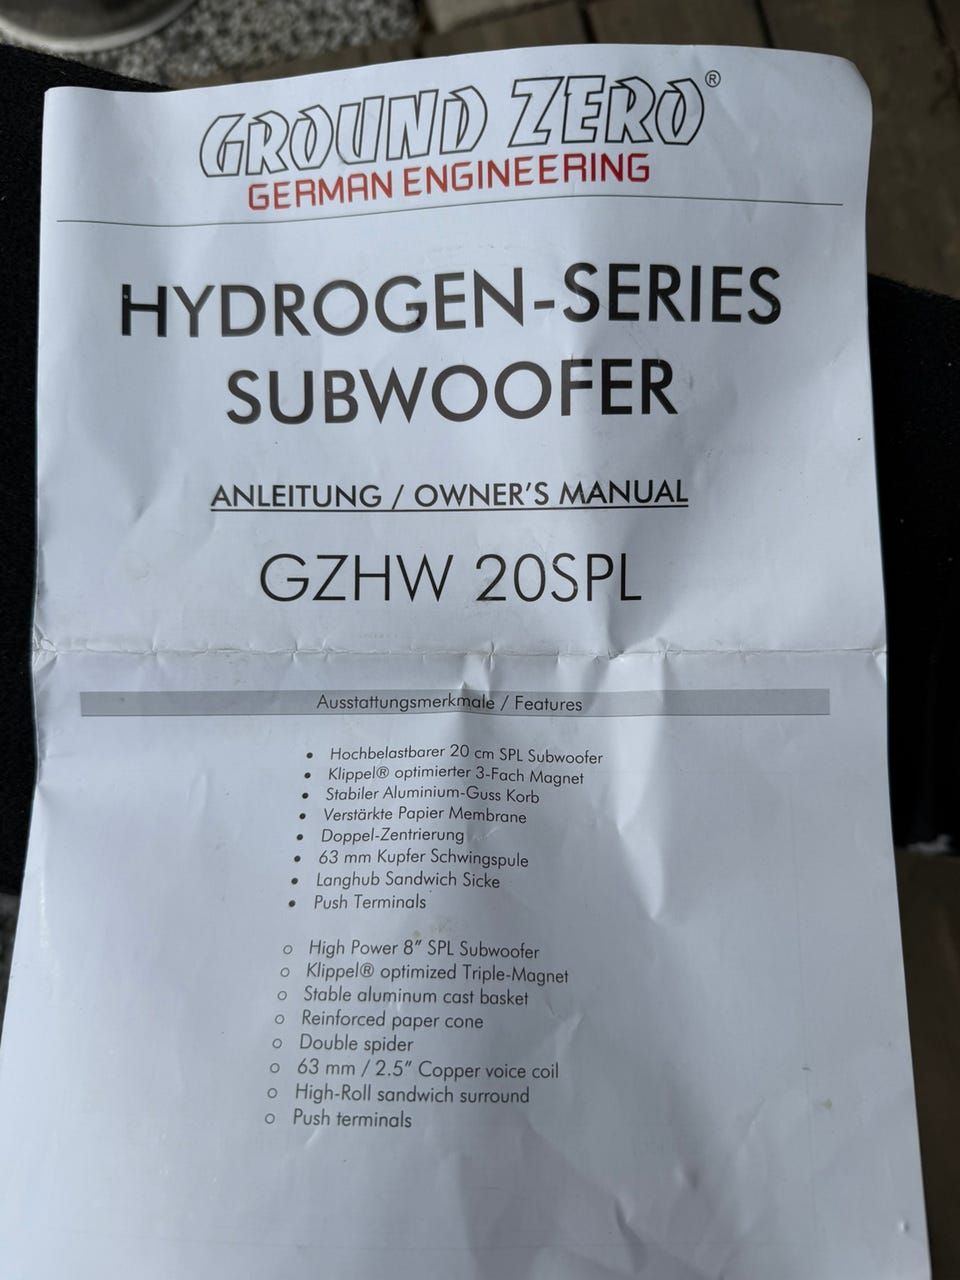 GROUND ZERO®
GERMAN ENGINEERING
HYDROGEN-SERIES
SUBWOOFER
ANLEITUNG / OWNER'S MANUAL
GZHW 20SPL
Ausstattungsmerkmale / Features
• Hochbelastbarer 20 cm SPL Subwoofer
• Klippel® optimierter 3-Fach Magnet
• Stabiler Aluminium-Guss Korb
• Verstärkte Papier Membrane
• Doppel-Zentrierung
• 63 mm Kupfer Schwingspule
• Langhub Sandwich Sicke
• Push Terminals
○ High Power 8″ SPL Subwoofer
○ Klippel® optimized Triple-Magnet
○ Stable aluminum cast basket
○ Reinforced paper cone
○ Double spider
○ 63 mm / 2.5″ Copper voice coil
○ High-Roll sandwich surround
○ Push terminals